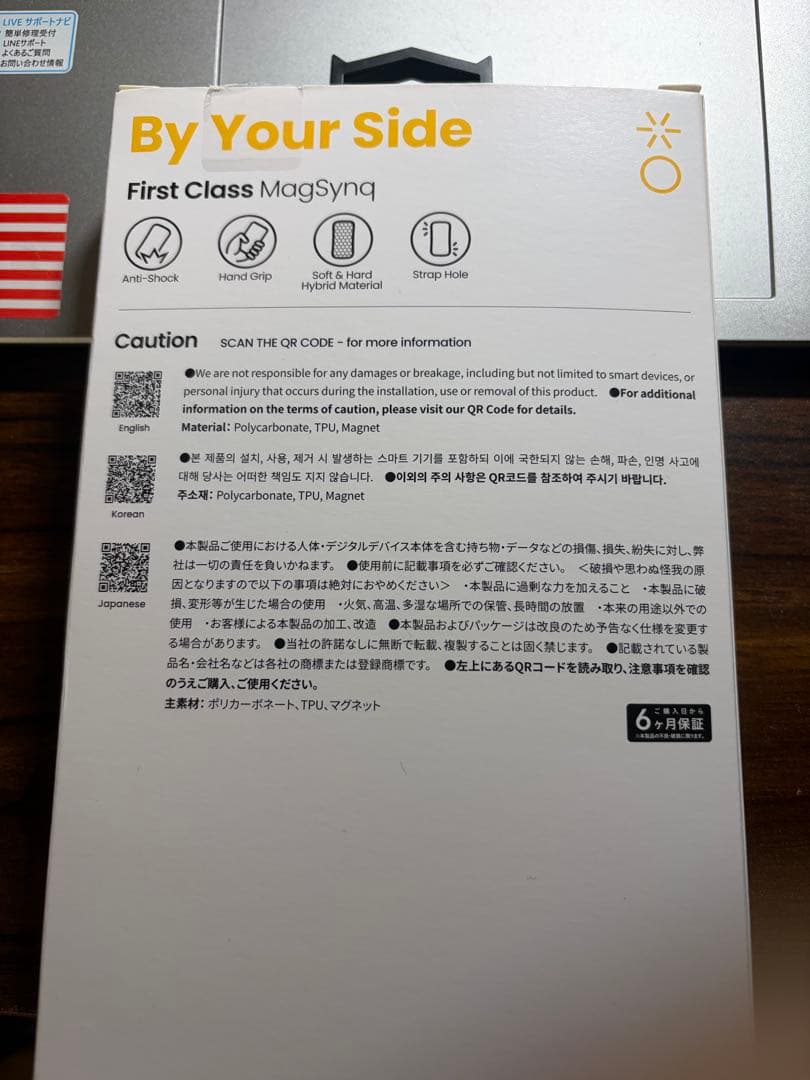 LIVE サポートナビ
簡単修理受付
LINEサポート
よくあるご質問
お問い合わせ情報
By Your Side
First Class MagSynq
Anti-Shock
Hand Grip
Soft & Hard
Hybrid Material
Strap Hole
Caution SCAN THE QR CODE - for more information
●We are not responsible for any damages or breakage, including but not limited to smart devices, or
personal injury that occurs during the installation, use or removal of this product. ●For additional
information on the terms of caution, please visit our QR Code for details.
Material: Polycarbonate, TPU, Magnet
English
●본 제품의 설치, 사용, 제거 시 발생하는 스마트 기기를 포함하되 이에 국한되지 않는 손해, 파손, 인명 사고에
대해 당사는 어떠한 책임도 지지 않습니다. ●이외의 주의 사항은 QR코드를 참조하여 주시기 바랍니다.
주소재: Polycarbonate, TPU, Magnet
Korean
●本製品ご使用における人体・デジタルデバイス本体を含む持ち物・データなどの損傷、損失、紛失に対し、弊
社は一切の責任を負いかねます。 ●使用前に記載事項を必ずご確認ください。 ＜破損や思わぬ怪我の原
因となりますので以下の事項は絶対におやめください＞ ・本製品に過剰な力を加えること ・本製品に破
損、変形等が生じた場合の使用 ・火気、高温、多湿な場所での保管、長時間の放置 ・本来の用途以外での
使用 ・お客様による本製品の加工、改造 ●本製品およびパッケージは改良のため予告なく仕様を変更す
る場合があります。 ●当社の許諾なしに無断で転載、複製することは固く禁じます。 ●記載されている製
品名・会社名などは各社の商標または登録商標です。 ●左上にあるQRコードを読み取り、注意事項を確認
のうえご購入、ご使用ください。
主素材: ポリカーボネート、TPU、マグネット
Japanese
ご購入日から
6ヶ月保証
※本製品の不良・破損に限ります。